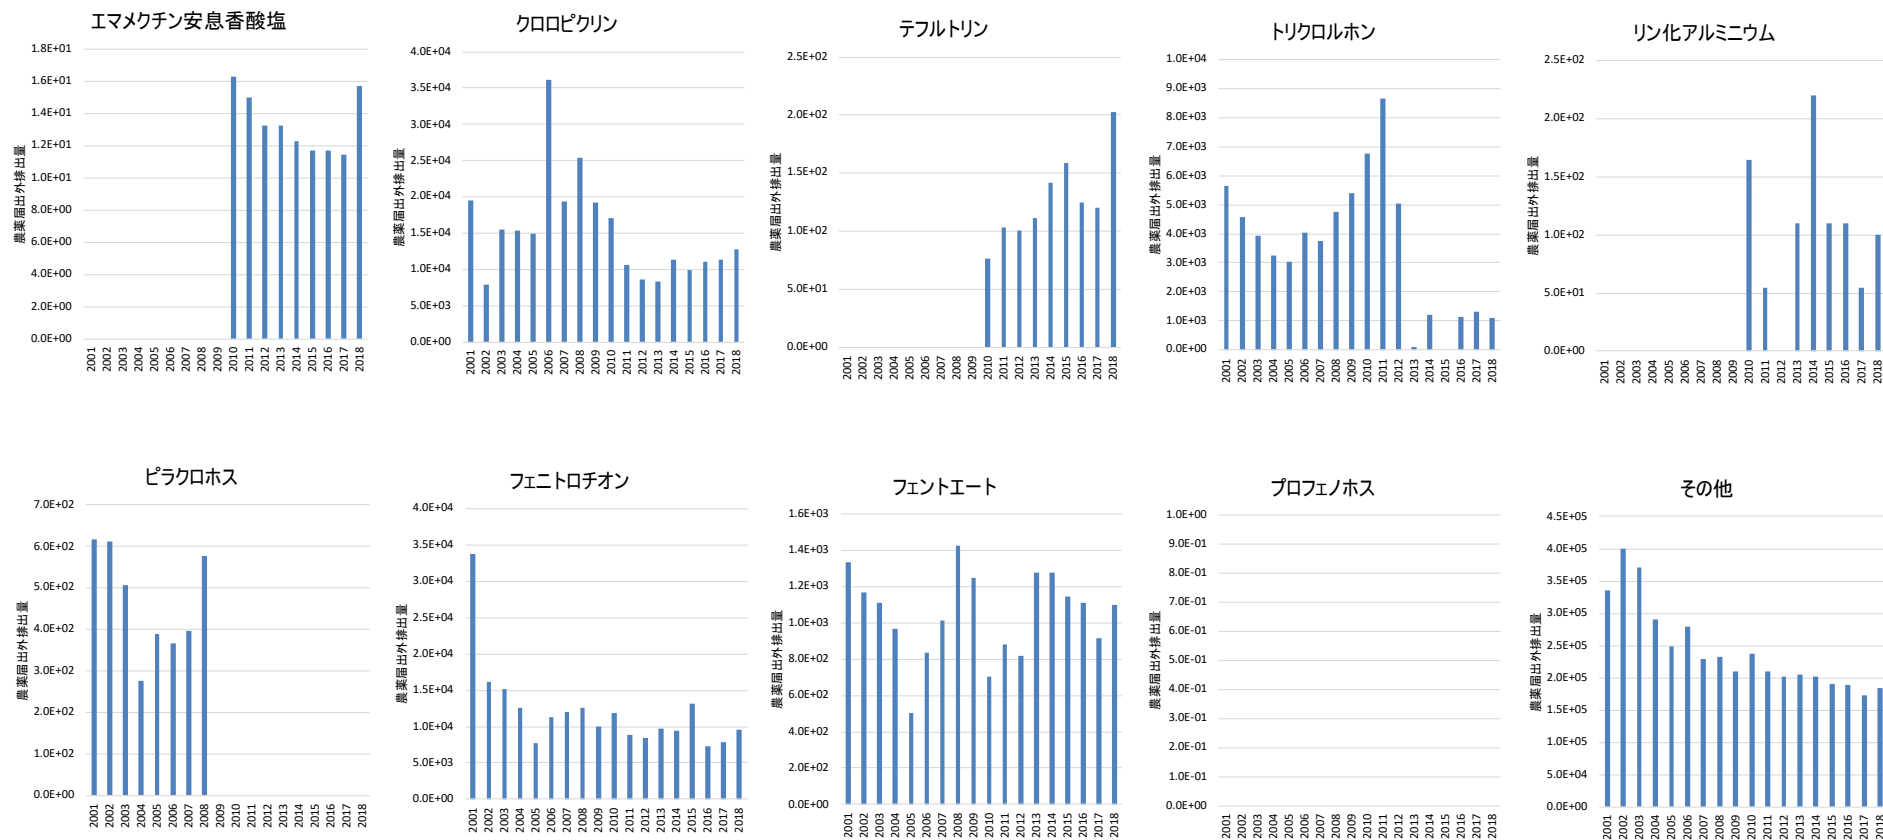 エマメクチン安息香酸塩
農薬届出外排出量
1.8E+01
1.6E+01
1.4E+01
1.2E+01
1.0E+01
8.0E+00
6.0E+00
4.0E+00
2.0E+00
0.0E+00
2001 2002 2003 2004 2005 2006 2007 2008 2009 2010 2011 2012 2013 2014 2015 2016 2017 2018
クロロピクリン
農薬届出外排出量
4.0E+04
3.5E+04
3.0E+04
2.5E+04
2.0E+04
1.5E+04
1.0E+04
5.0E+03
0.0E+00
2001 2002 2003 2004 2005 2006 2007 2008 2009 2010 2011 2012 2013 2014 2015 2016 2017 2018
テフルトリン
農薬届出外排出量
2.5E+02
2.0E+02
1.5E+02
1.0E+02
5.0E+01
0.0E+00
2001 2002 2003 2004 2005 2006 2007 2008 2009 2010 2011 2012 2013 2014 2015 2016 2017 2018
トリクロルホン
農薬届出外排出量
1.0E+04
9.0E+03
8.0E+03
7.0E+03
6.0E+03
5.0E+03
4.0E+03
3.0E+03
2.0E+03
1.0E+03
0.0E+00
2001 2002 2003 2004 2005 2006 2007 2008 2009 2010 2011 2012 2013 2014 2015 2016 2017 2018
リン化アルミニウム
農薬届出外排出量
2.5E+02
2.0E+02
1.5E+02
1.0E+02
5.0E+01
0.0E+00
2001 2002 2003 2004 2005 2006 2007 2008 2009 2010 2011 2012 2013 2014 2015 2016 2017 2018
ピラクロホス
農薬届出外排出量
7.0E+02
6.0E+02
5.0E+02
4.0E+02
3.0E+02
2.0E+02
1.0E+02
0.0E+00
2001 2002 2003 2004 2005 2006 2007 2008 2009 2010 2011 2012 2013 2014 2015 2016 2017 2018
フェニトロチオン
農薬届出外排出量
4.0E+04
3.5E+04
3.0E+04
2.5E+04
2.0E+04
1.5E+04
1.0E+04
5.0E+03
0.0E+00
2001 2002 2003 2004 2005 2006 2007 2008 2009 2010 2011 2012 2013 2014 2015 2016 2017 2018
フェントエート
農薬届出外排出量
1.6E+03
1.4E+03
1.2E+03
1.0E+03
8.0E+02
6.0E+02
4.0E+02
2.0E+02
0.0E+00
2001 2002 2003 2004 2005 2006 2007 2008 2009 2010 2011 2012 2013 2014 2015 2016 2017 2018
プロフェノホス
農薬届出外排出量
1.0E+00
9.0E-01
8.0E-01
7.0E-01
6.0E-01
5.0E-01
4.0E-01
3.0E-01
2.0E-01
1.0E-01
0.0E+00
2001 2002 2003 2004 2005 2006 2007 2008 2009 2010 2011 2012 2013 2014 2015 2016 2017 2018
その他
農薬届出外排出量
4.5E+05
4.0E+05
3.5E+05
3.0E+05
2.5E+05
2.0E+05
1.5E+05
1.0E+05
5.0E+04
0.0E+00
2001 2002 2003 2004 2005 2006 2007 2008 2009 2010 2011 2012 2013 2014 2015 2016 2017 2018